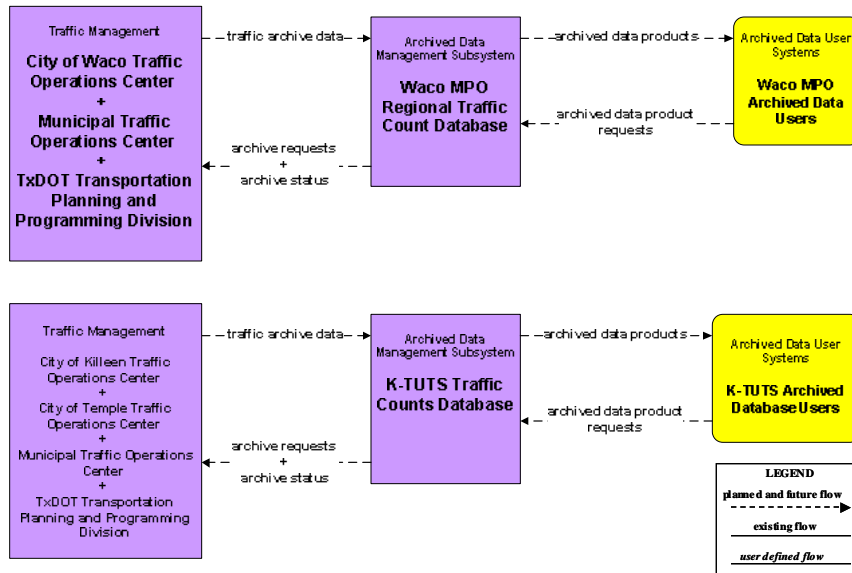 Traffic Management
City of Waco Traffic
Operations Center
+
Municipal Traffic
Operations Center
+
TxDOT Transportation
Planning and
Programming Division
traffic archive data
archive requests
+
archive status
Archived Data
Management Subsystem
Waco MPO
Regional Traffic
Count Database
archived data products
archived data product
requests
Archived Data User
Systems
Waco MPO
Archived Data
Users
Traffic Management
City of Killeen Traffic
Operations Center
+
City of Temple Traffic
Operations Center
+
Municipal Traffic Operations
Center
+
TxDOT Transportation
Planning and Programming
Division
traffic archive data
archive requests
+
archive status
Archived Data
Management Subsystem
K-TUTS Traffic
Counts Database
archived data products
archived data product
requests
Archived Data User
Systems
K-TUTS Archived
Database Users
LEGEND
planned and future flow
existing flow
user defined flow